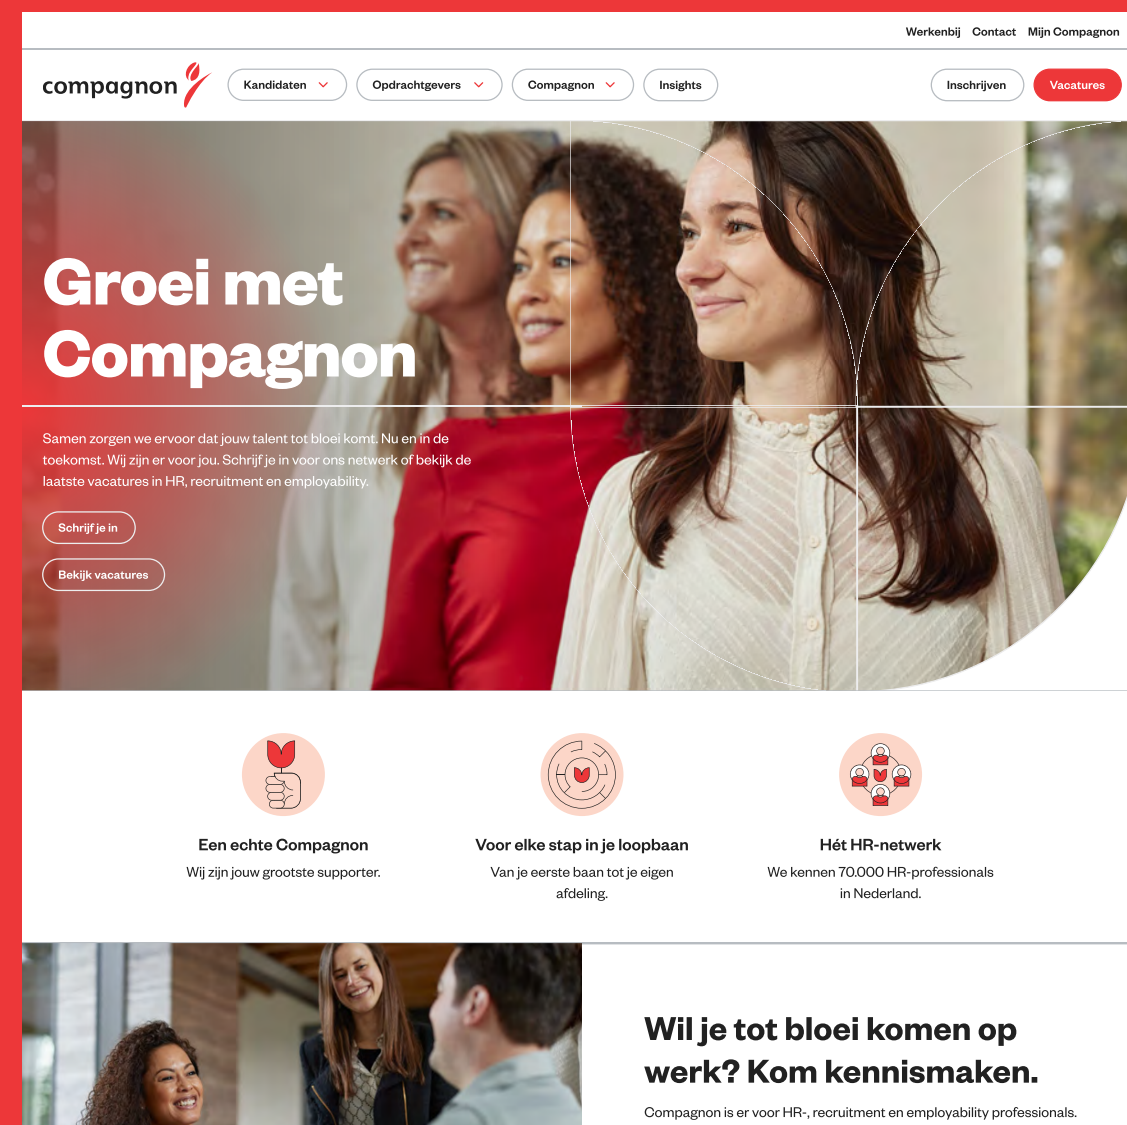 Werkenbij Contact Mijn Compagnon
compagnon Kandidaten Opdrachtgevers Compagnon Insights Inschrijven Vacatures
Groei met
Compagnon
Samen zorgen we ervoor dat jouw talent tot bloei komt. Nu en in de
toekomst. Wij zijn er voor jou. Schrijf je in voor ons netwerk of bekijk de
laatste vacatures in HR, recruitment en employability.
Schrijf je in
Bekijk vacatures
Een echte Compagnon
Wij zijn jouw grootste supporter.
Voor elke stap in je loopbaan
Van je eerste baan tot je eigen
afdeling.
Hét HR-netwerk
We kennen 70.000 HR-professionals
in Nederland.
Wil je tot bloei komen op
werk? Kom kennismaken.
Compagnon is er voor HR-, recruitment en employability professionals.